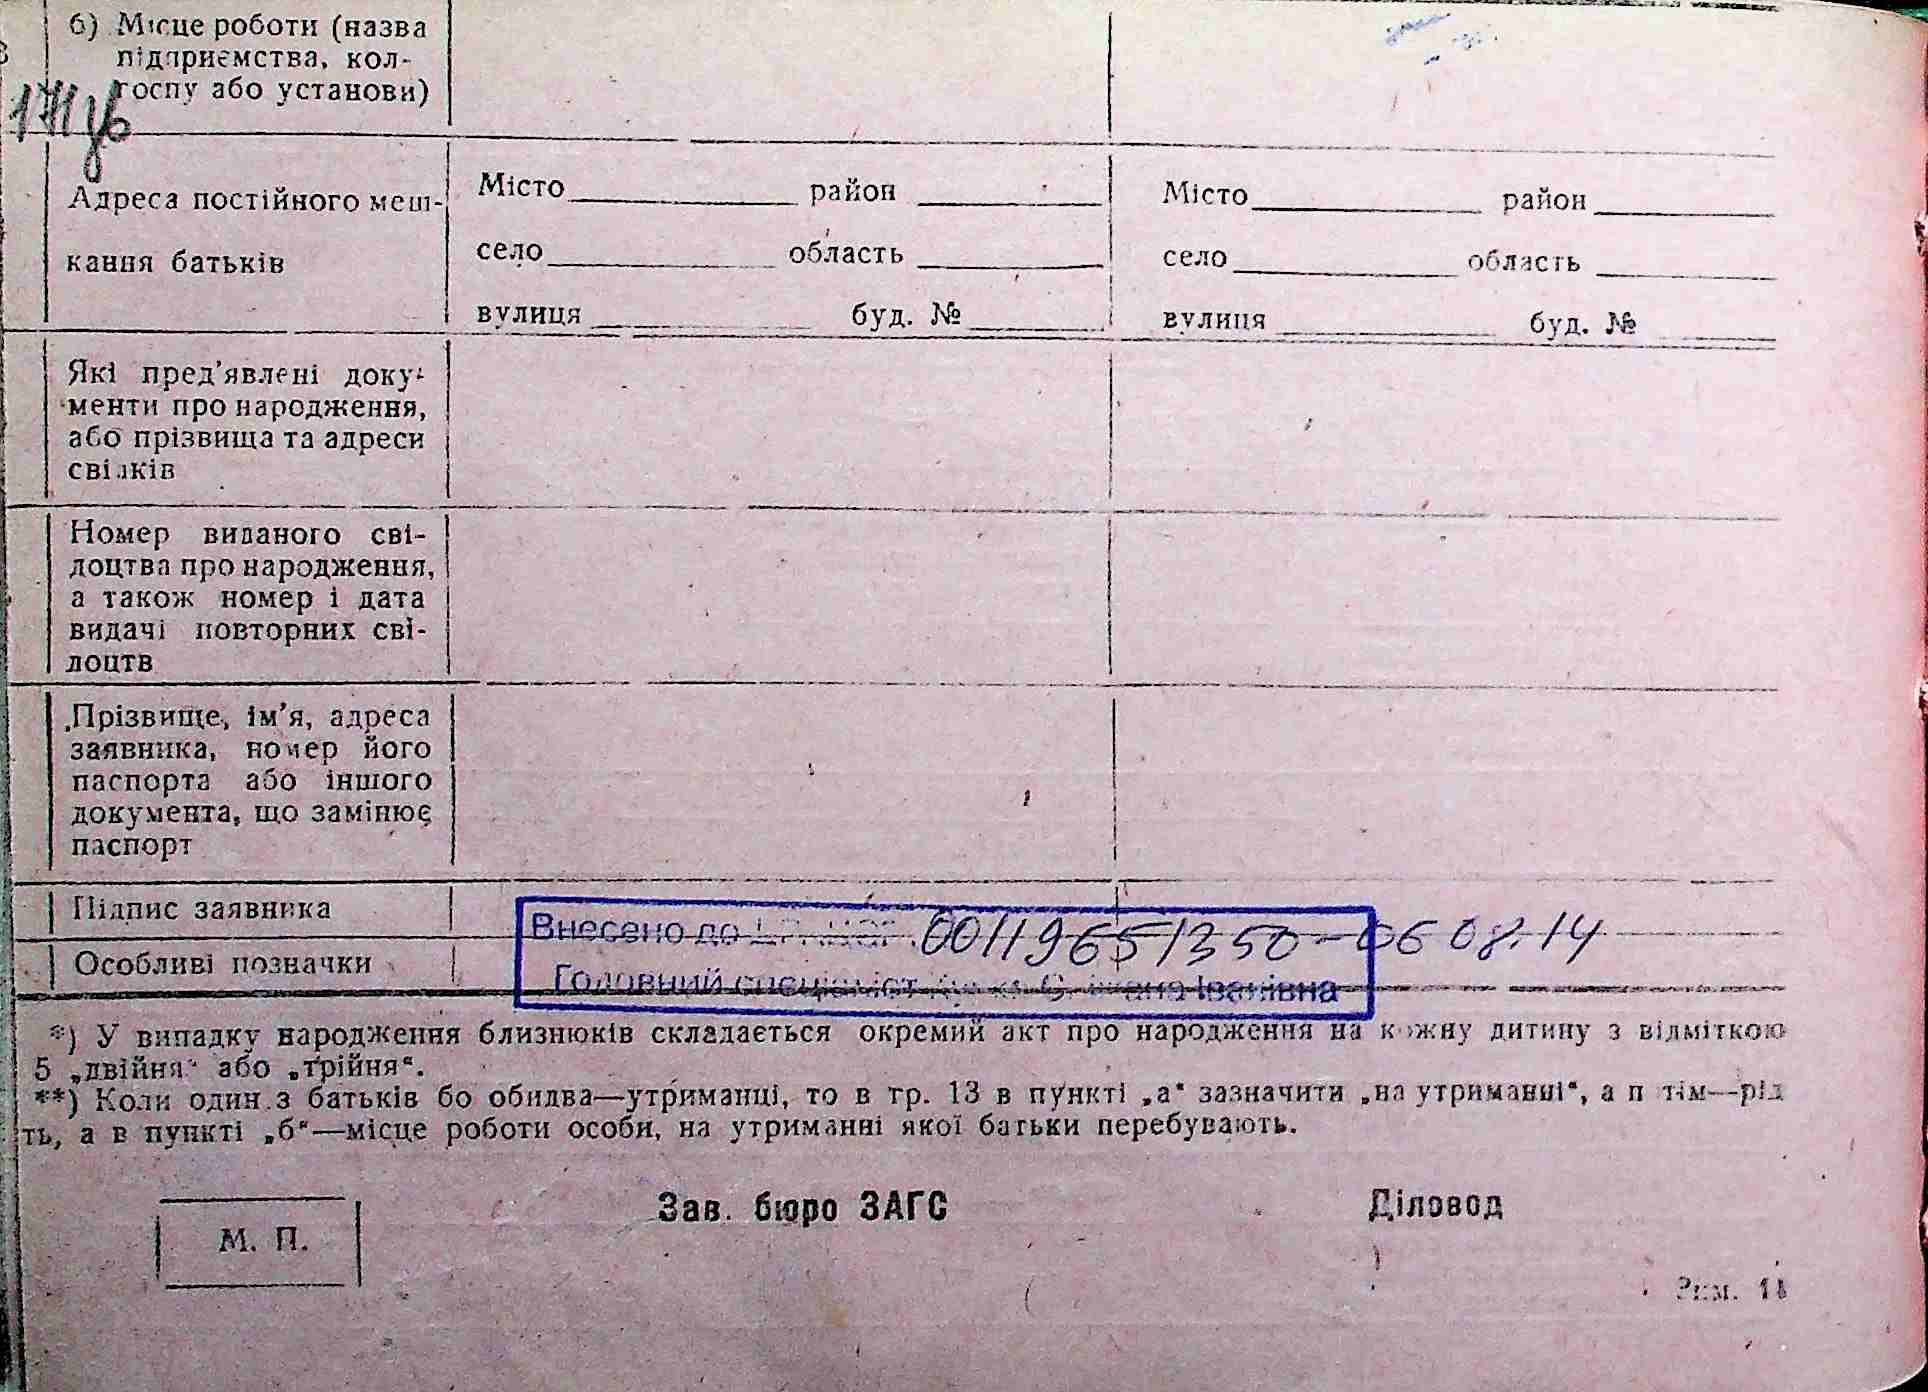 б) Місце роботи (назва
підприємства, кол-
госпу або установи)
Адреса постійного меш-
кання батьків
Місто район
село область
вулиця буд. №
Місто район
село область
вулиця буд. №
Які пред’явлені доку-
менти про народження,
або прізвища та адреси
свідків
Номер виданого сві-
доцтва про народження,
а також номер і дата
видачі повторних сві-
доцтв
Прізвище, ім’я, адреса
заявника, номер його
паспорта або іншого
документа, що замінює
паспорт
Підпис заявника
Особливі позначки
Внесено до 00119651350-06 08.14
Головний спеціаліст Іванівна
*) У випадку народження близнюків складається окремий акт про народження на кожну дитину з відміткою
5 „двійня“ або „трійня“.
**) Коли один з батьків бо обидва—утриманці, то в гр. 13 в пункті „а“ зазначити „на утриманні“, а п тім—рід
ть, а в пункті „б“—місце роботи особи, на утриманні якої батьки перебувають.
М. П.
Зав. бюро ЗАГС
Діловод